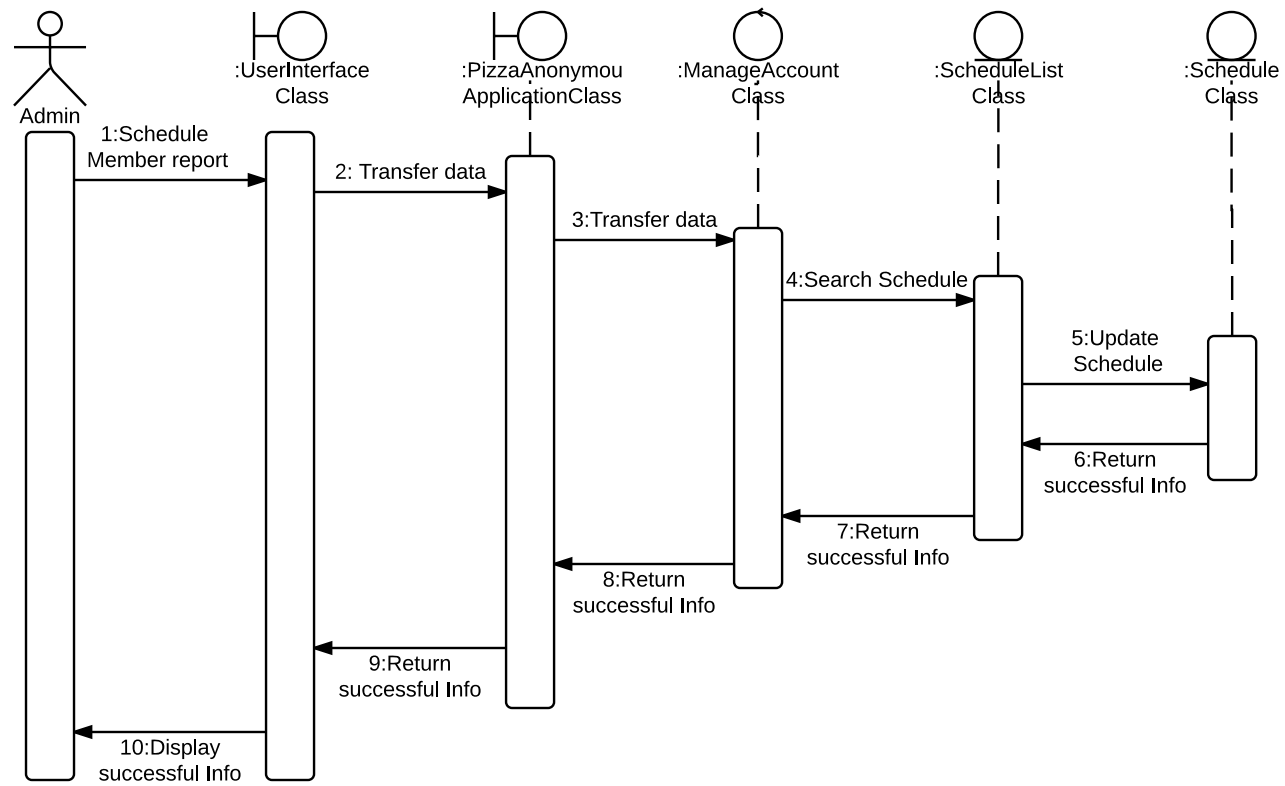 Admin
:UserInterface
Class
:PizzaAnonymou
ApplicationClass
:ManageAccount
Class
:ScheduleList
Class
:Schedule
Class
1:Schedule
Member report
2: Transfer data
3:Transfer data
4:Search Schedule
5:Update
Schedule
6:Return
successful Info
7:Return
successful Info
8:Return
successful Info
9:Return
successful Info
10:Display
successful Info